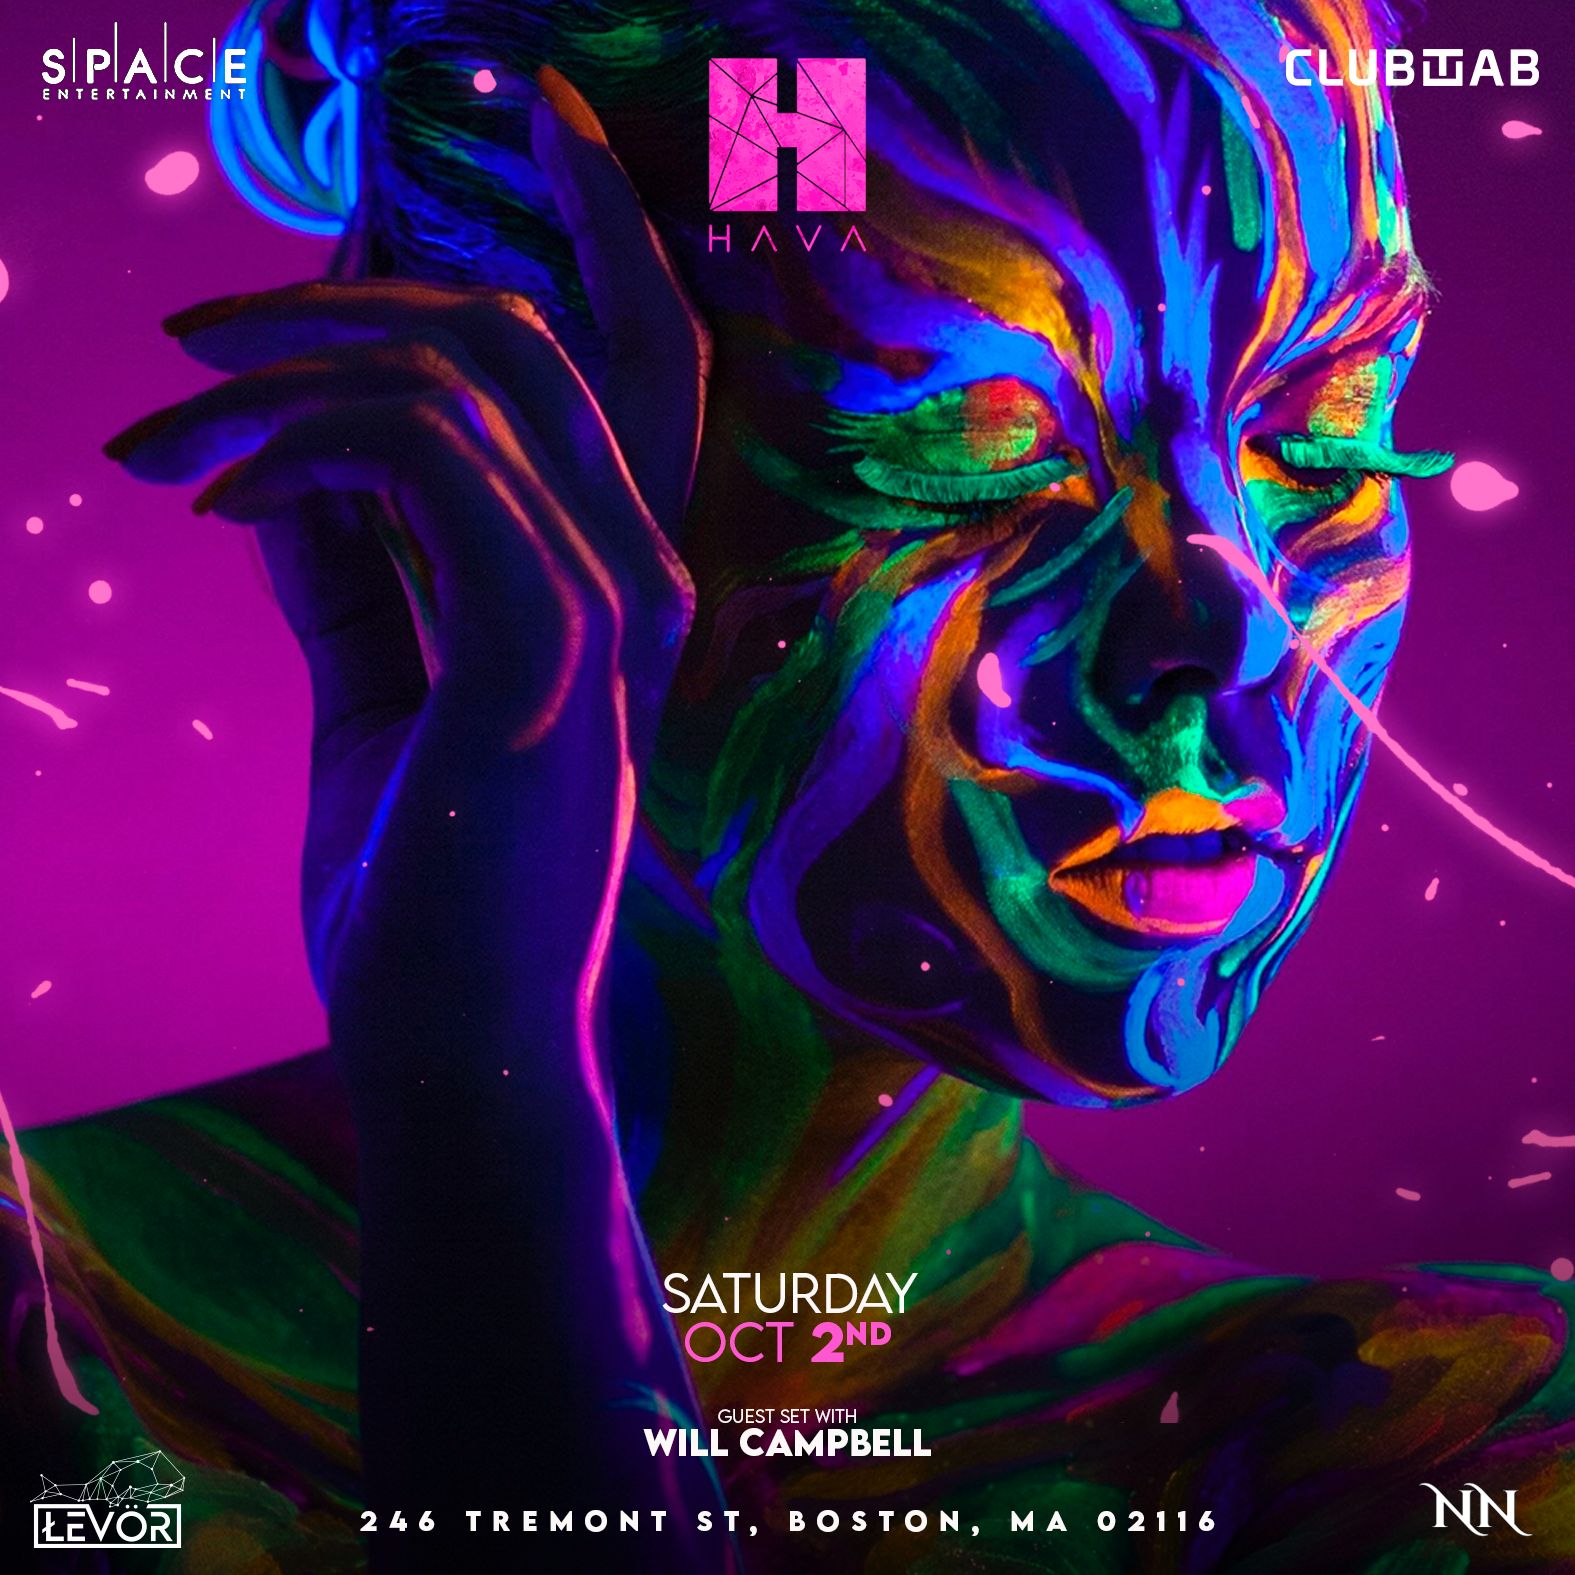 S|P|A|C|E
ENTERTAINMENT
H
HAVA
CLUBTAB
SATURDAY
OCT 2ND
GUEST SET WITH
WILL CAMPBELL
ŁEVÖR
246 TREMONT ST, BOSTON, MA 02116
NN